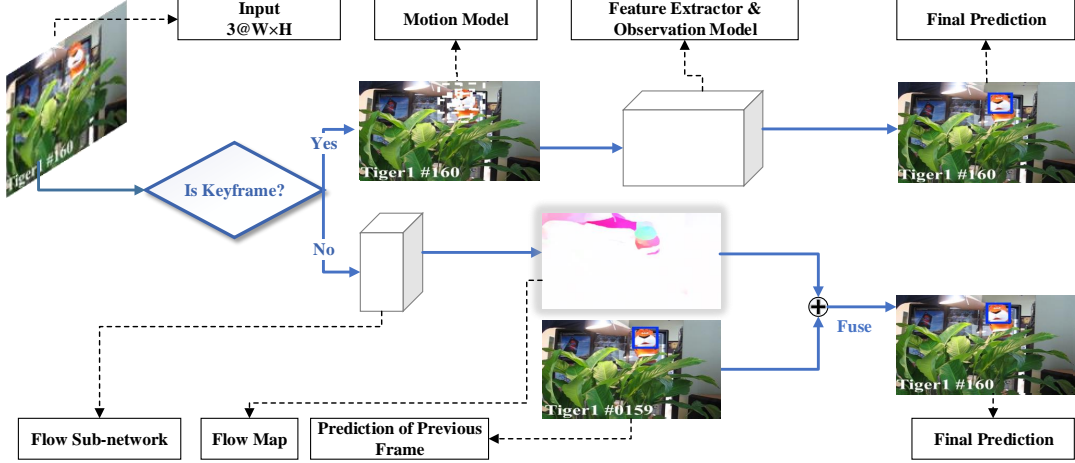 Input
3@W×H
Motion Model
Feature Extractor &
Observation Model
Final Prediction
Tiger1 #160
Is Keyframe?
Yes
No
Tiger1 #160
Tiger1 #160
Fuse
Tiger1 #0159
Tiger1 #160
Flow Sub-network
Flow Map
Prediction of Previous
Frame
Final Prediction